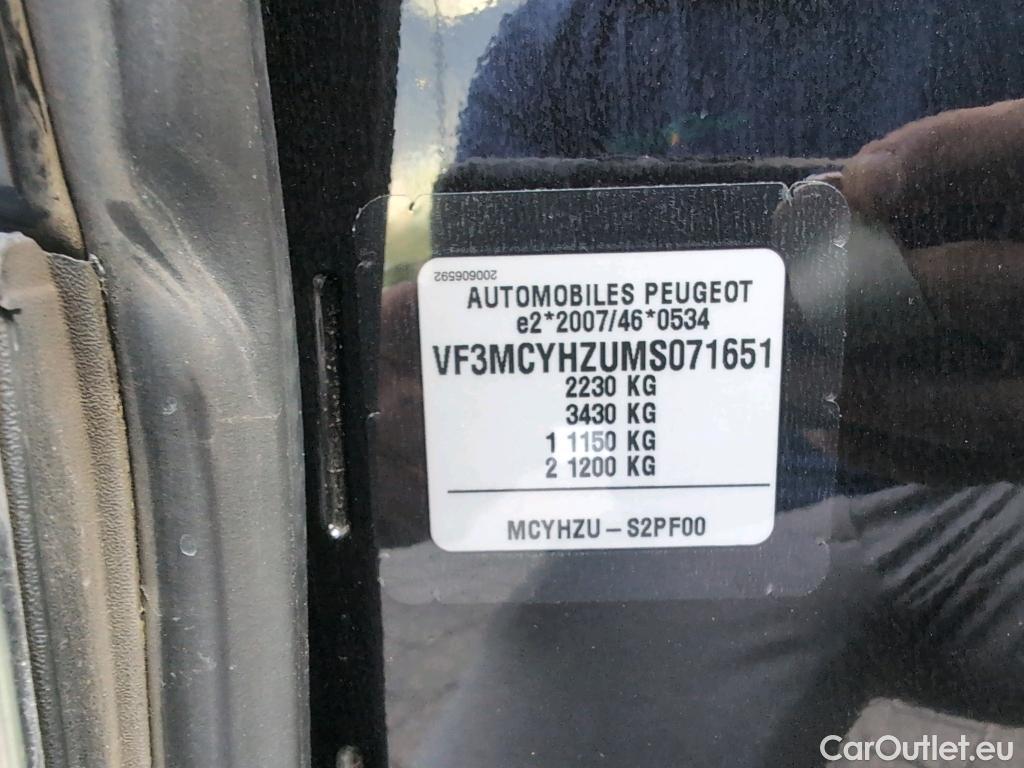 200606592
AUTOMOBILES PEUGEOT
e2*2007/46*0534
VF3MCYHZUMS071651
2230 KG
3430 KG
1 1150 KG
2 1200 KG
MCYHZU – S2PF00
CarOutlet.eu